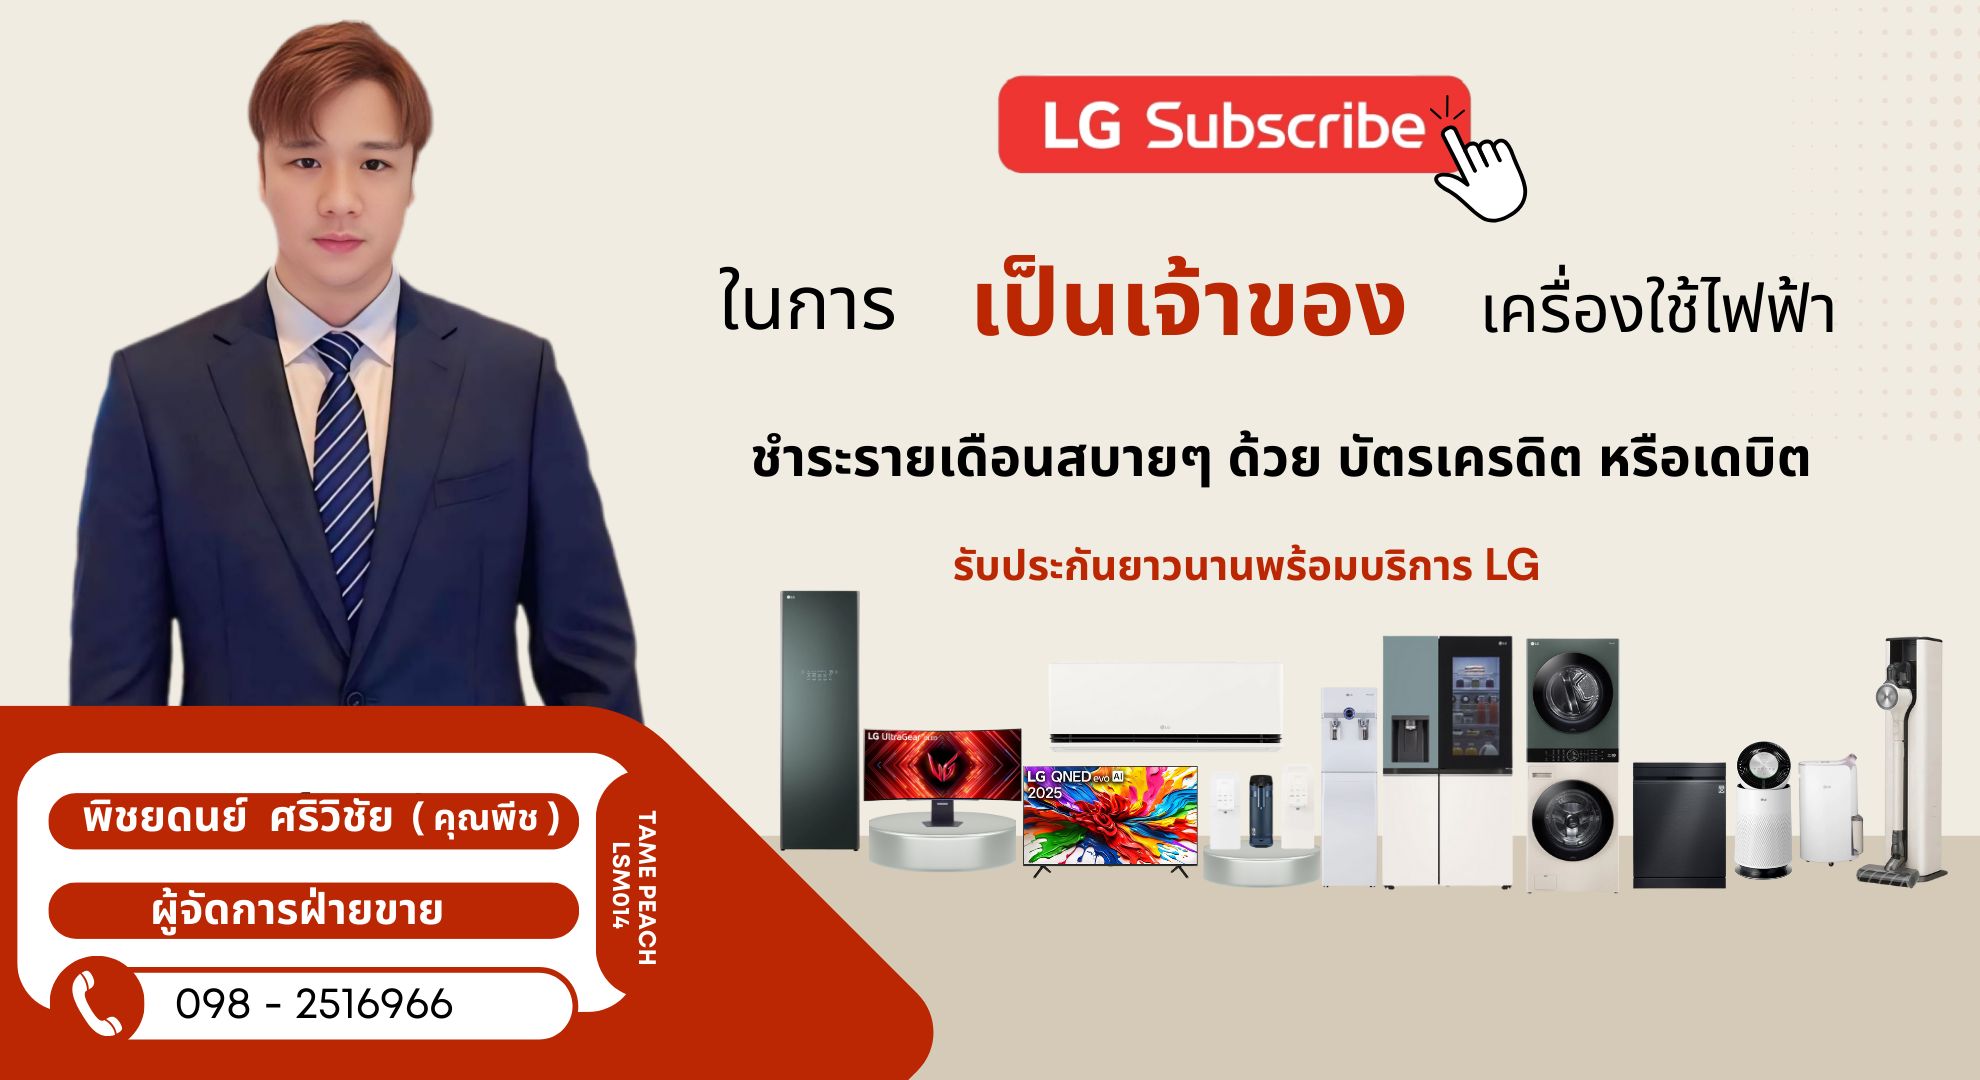 LG Subscribe
ในการ เป็นเจ้าของ เครื่องใช้ไฟฟ้า
ชำระรายเดือนสบายๆ ด้วย บัตรเครดิต หรือเดบิต
รับประกันยาวนานพร้อมบริการ LG
LG UltraGear OLED
LG QNED evo AI
2025
พิชยดนย์ ศริวิชัย ( คุณพีช )
ผู้จัดการฝ่ายขาย
098 - 2516966
TAME PEACH
LSM014